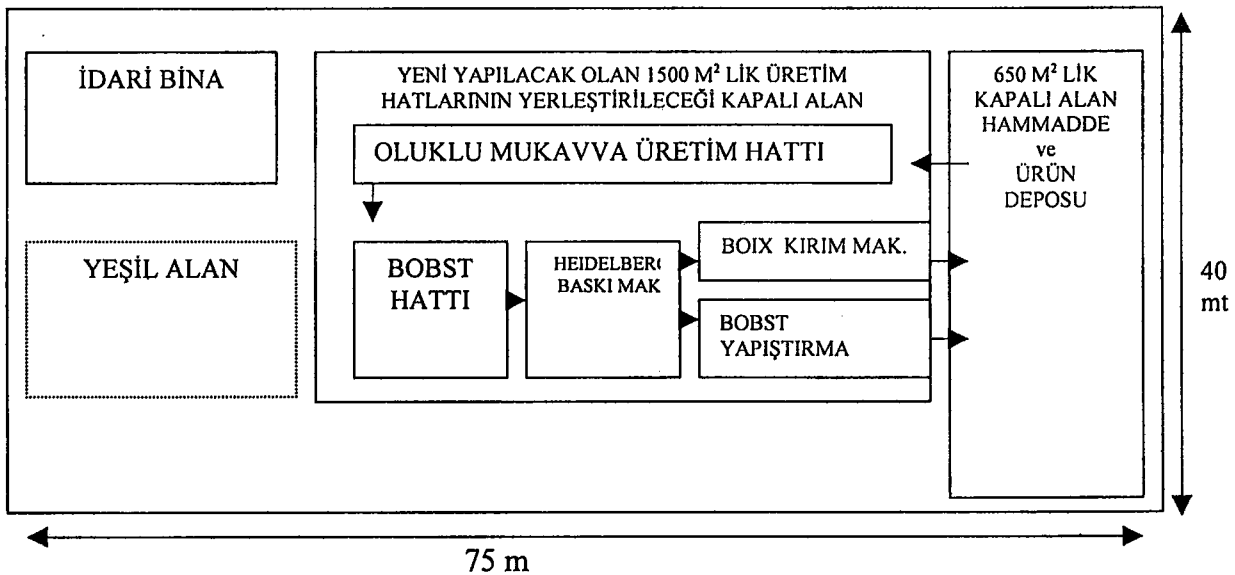 İDARİ BİNA
YENİ YAPILACAK OLAN 1500 M² LİK ÜRETİM
HATLARININ YERLEŞTİRİLECEĞİ KAPALI ALAN
650 M² LİK
KAPALI ALAN
HAMMADDE
ve
ÜRÜN
DEPOSU
OLUKLU MUKAVVA ÜRETİM HATTI
YEŞİL ALAN
BOBST
HATTI
HEIDELBERG
BASKI MAK
BOIX KIRIM MAK.
BOBST
YAPIŞTIRMA
40
mt
75 m